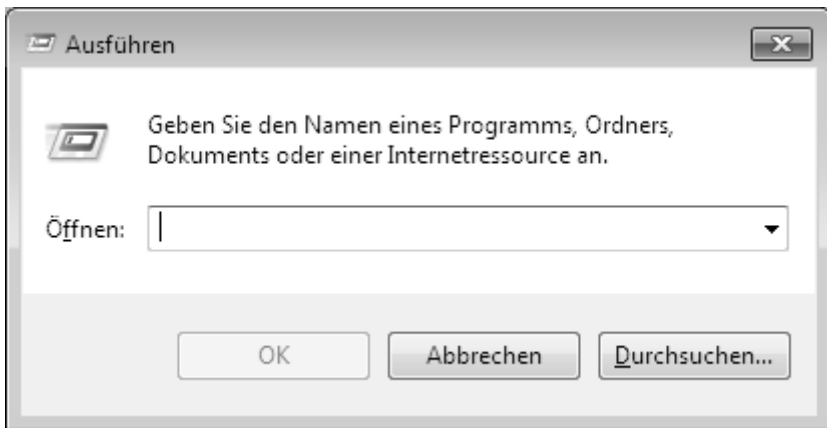 Ausführen
Geben Sie den Namen eines Programms, Ordners,
Dokuments oder einer Internetressource an.
Öffnen:
OK Abbrechen Durchsuchen...